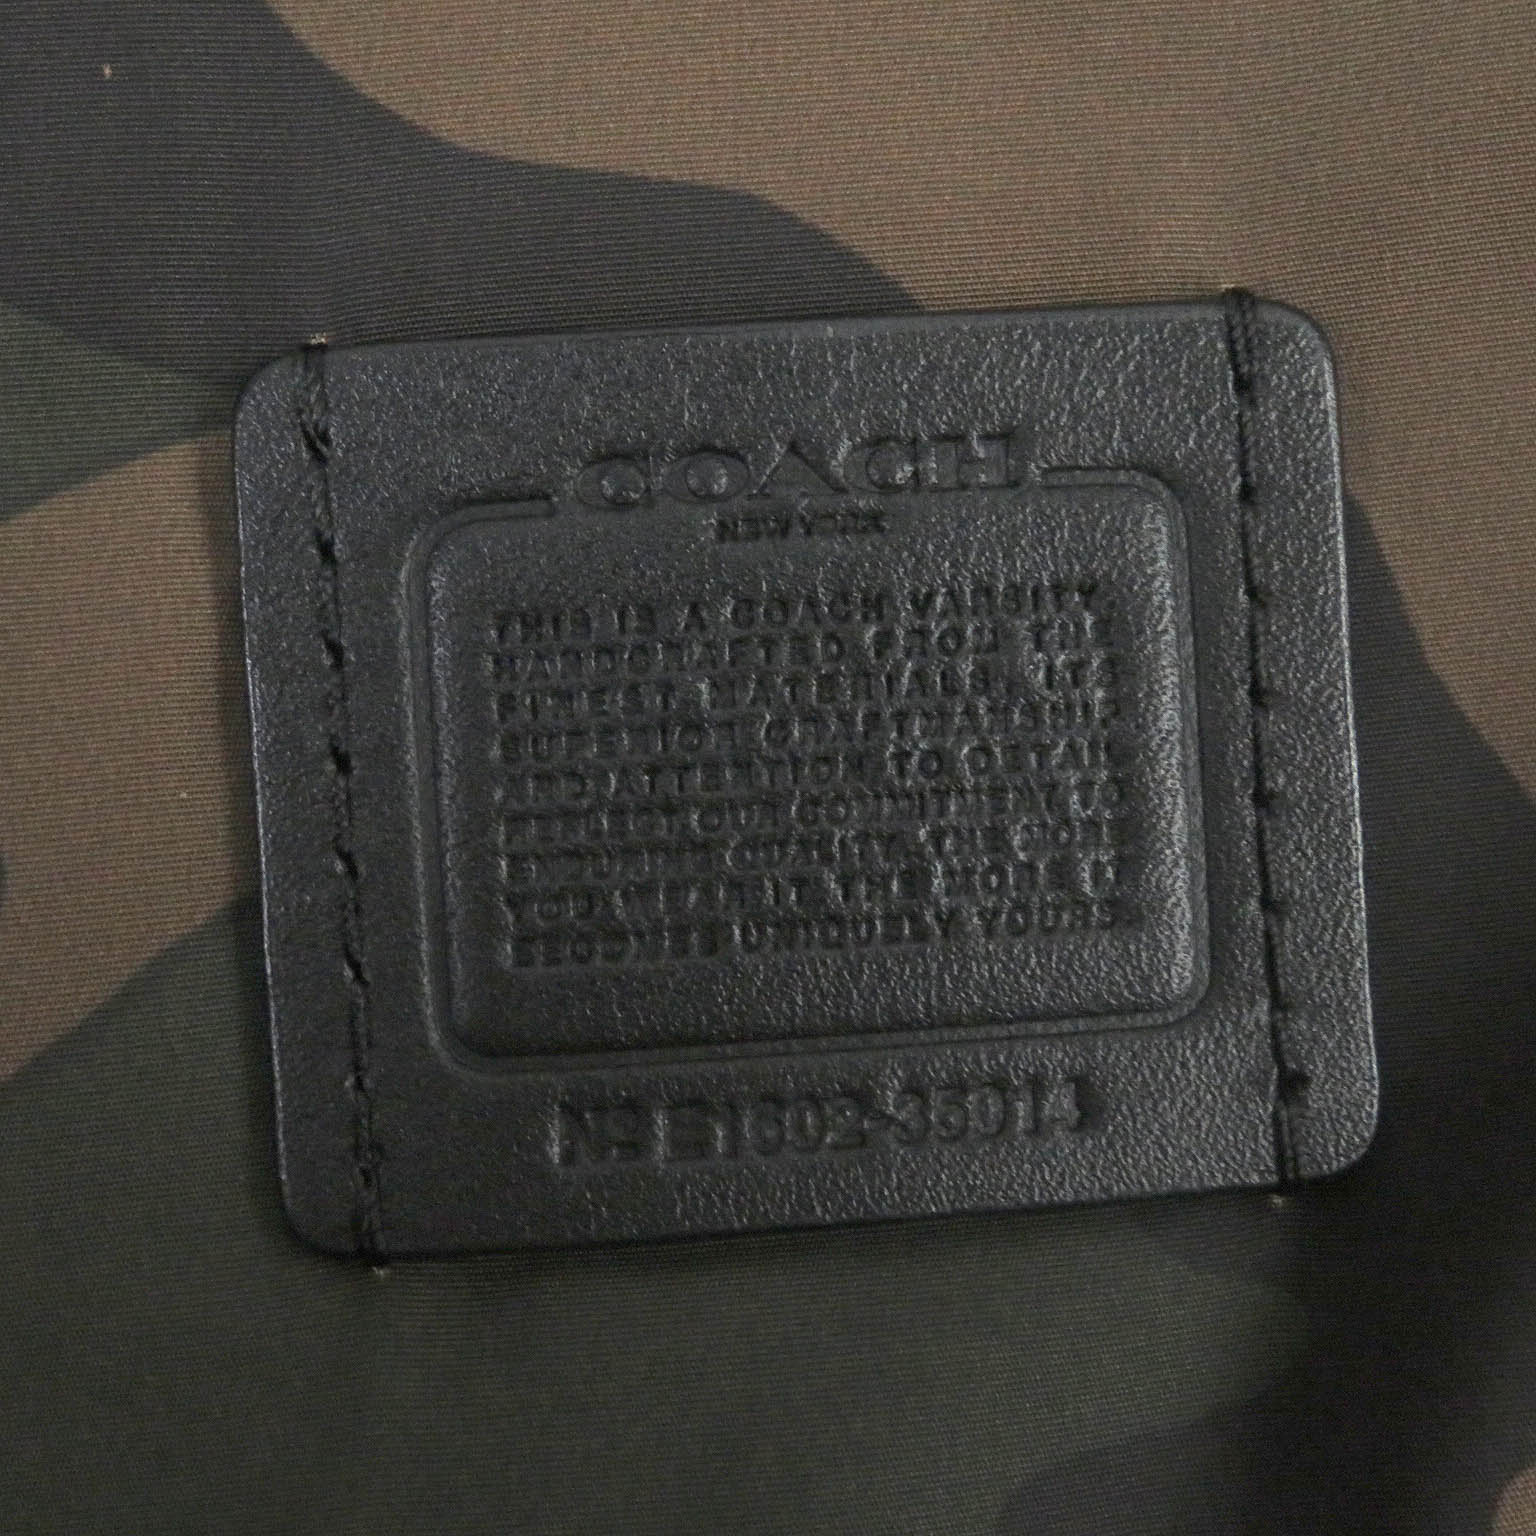 COACH
NEW YORK
THIS IS A COACH VARSITY.
HANDCRAFTED FROM THE
FINEST MATERIALS, ITS
SUPERIOR CRAFTMANSHIP
AND ATTENTION TO DETAIL
REFLECT OUR COMMITMENT TO
ENDURING QUALITY. THE MORE
YOU WEAR IT THE MORE IT
BECOMES UNIQUELY YOURS.
Nº E1602-35014